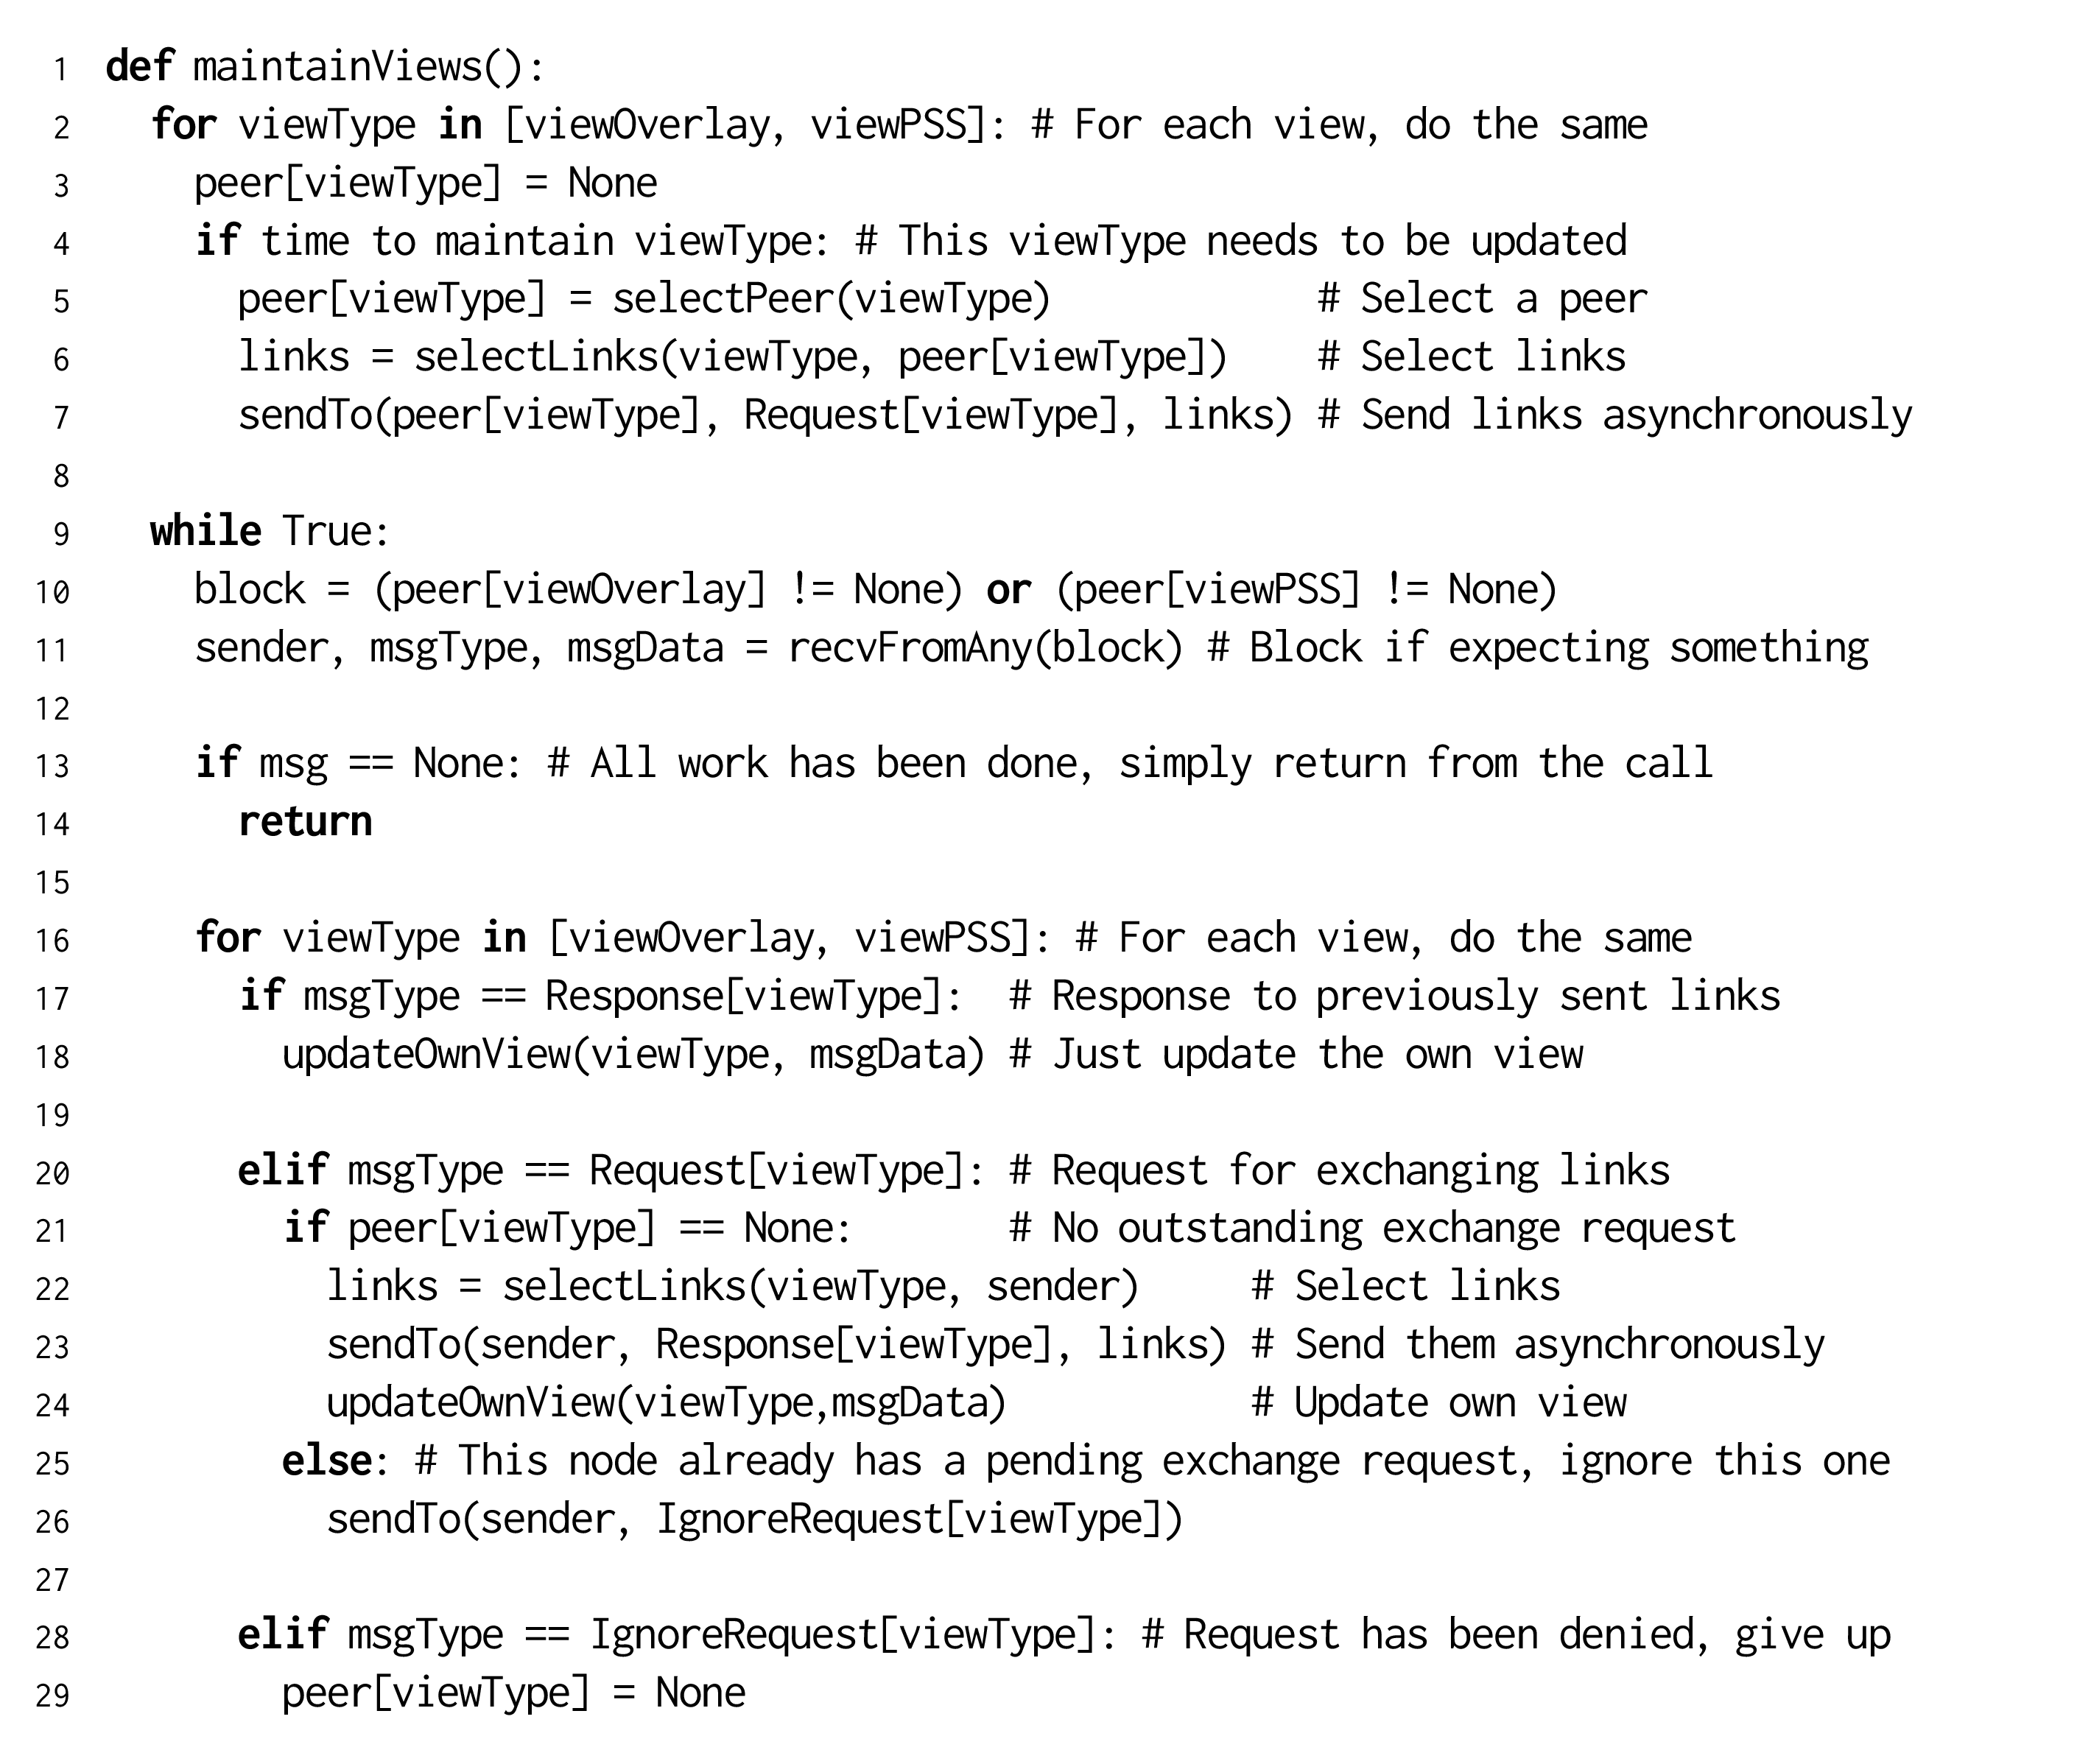 1 def maintainViews():
2   for viewType in [viewOverlay, viewPSS]: # For each view, do the same
3     peer[viewType] = None
4     if time to maintain viewType: # This viewType needs to be updated
5       peer[viewType] = selectPeer(viewType)            # Select a peer
6       links = selectLinks(viewType, peer[viewType])    # Select links
7       sendTo(peer[viewType], Request[viewType], links) # Send links asynchronously
8
9   while True:
10     block = (peer[viewOverlay] != None) or (peer[viewPSS] != None)
11     sender, msgType, msgData = recvFromAny(block) # Block if expecting something
12
13     if msg == None: # All work has been done, simply return from the call
14       return
15
16     for viewType in [viewOverlay, viewPSS]: # For each view, do the same
17       if msgType == Response[viewType]:  # Response to previously sent links
18         updateOwnView(viewType, msgData) # Just update the own view
19
20       elif msgType == Request[viewType]: # Request for exchanging links
21         if peer[viewType] == None:       # No outstanding exchange request
22           links = selectLinks(viewType, sender)     # Select links
23           sendTo(sender, Response[viewType], links) # Send them asynchronously
24           updateOwnView(viewType,msgData)           # Update own view
25         else: # This node already has a pending exchange request, ignore this one
26           sendTo(sender, IgnoreRequest[viewType])
27
28       elif msgType == IgnoreRequest[viewType]: # Request has been denied, give up
29         peer[viewType] = None